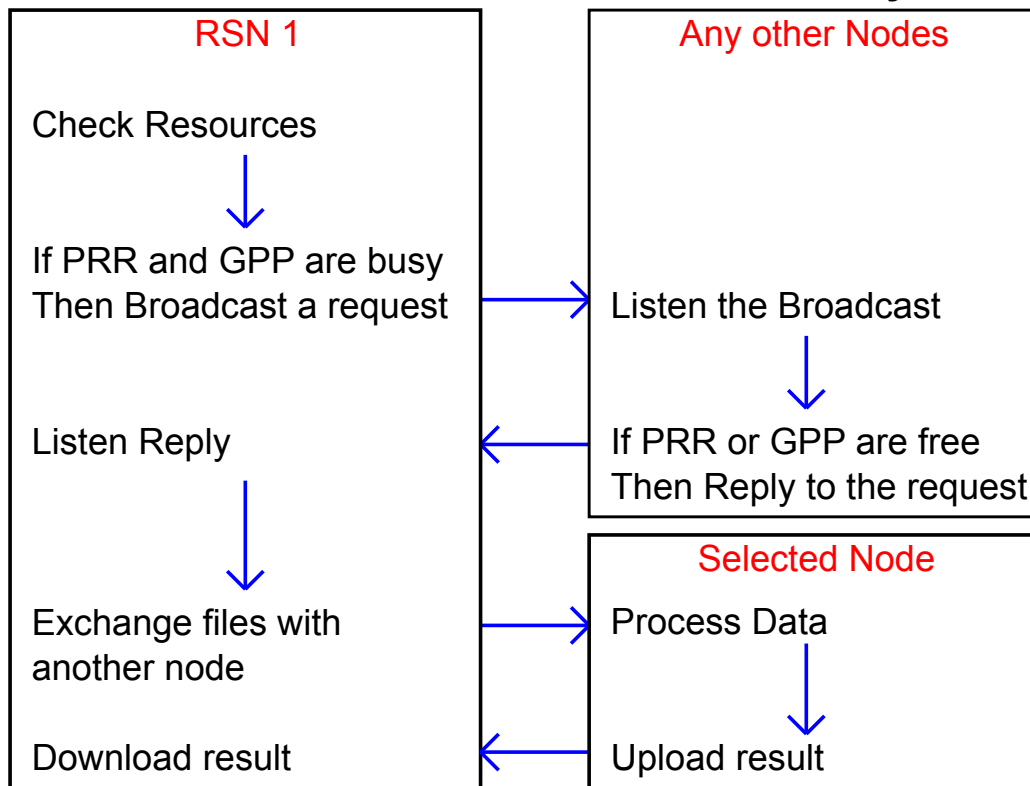 RSN 1
Check Resources
If PRR and GPP are busy
Then Broadcast a request
Listen Reply
Exchange files with
another node
Download result
Any other Nodes
Listen the Broadcast
If PRR or GPP are free
Then Reply to the request
Selected Node
Process Data
Upload result